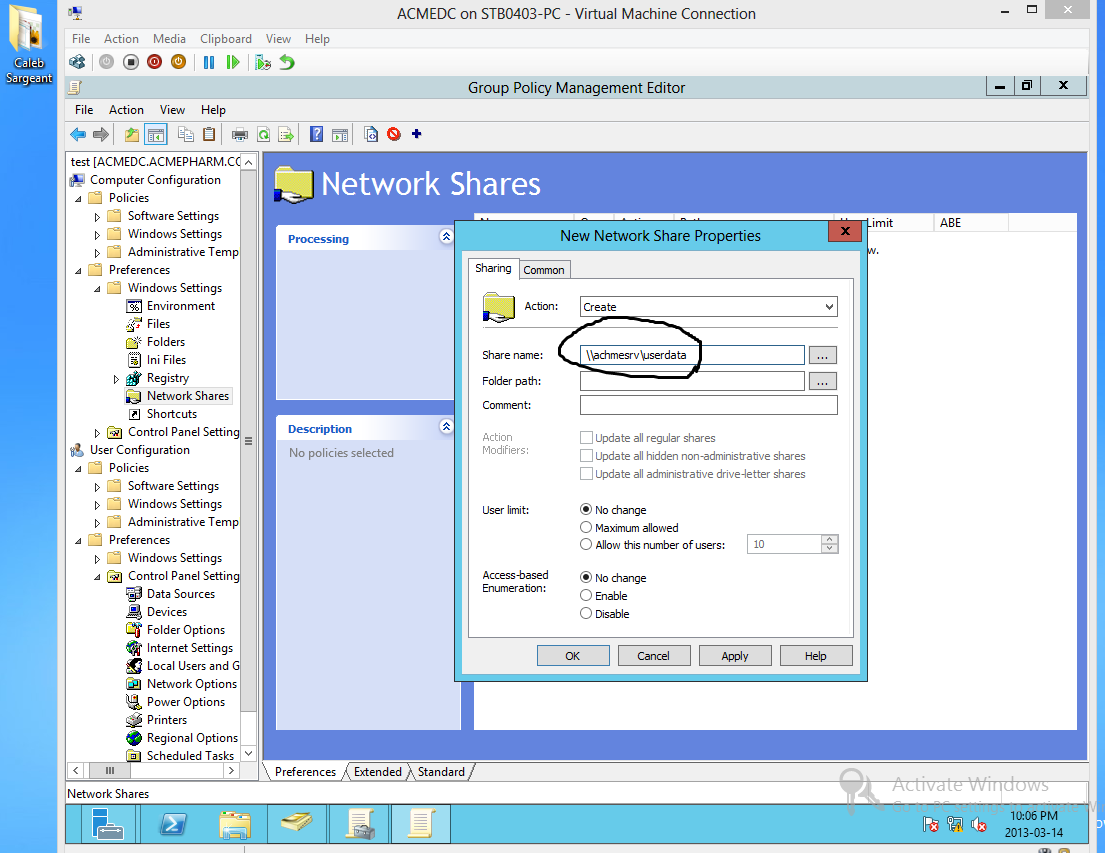 Caleb
Sargeant
ACMEDC on STB0403-PC - Virtual Machine Connection
File Action Media Clipboard View Help
Group Policy Management Editor
File Action View Help
test [ACMEDC.ACMEPHARM.CO
Computer Configuration
Policies
Software Settings
Windows Settings
Administrative Temp
Preferences
Windows Settings
Environment
Files
Folders
Ini Files
Registry
Network Shares
Shortcuts
Control Panel Setting
User Configuration
Policies
Software Settings
Windows Settings
Administrative Temp
Preferences
Windows Settings
Control Panel Setting
Data Sources
Devices
Folder Options
Internet Settings
Local Users and G
Network Options
Power Options
Printers
Regional Options
Scheduled Tasks
Network Shares
Processing
Description
No policies selected
Limit ABE
w.
New Network Share Properties
Sharing Common
Action: Create
Share name: \\achmesrv\userdata ...
Folder path: ...
Comment:
Action
Modifiers:
Update all regular shares
Update all hidden non-administrative shares
Update all administrative drive-letter shares
User limit: No change
Maximum allowed
Allow this number of users: 10
Access-based
Enumeration:
No change
Enable
Disable
OK Cancel Apply Help
Preferences Extended Standard
Network Shares
Activate Windows
10:06 PM
2013-03-14